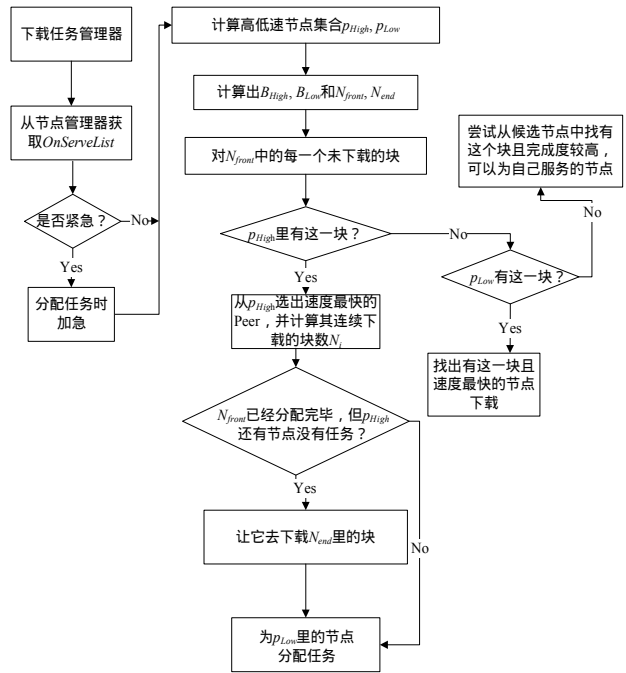 下载任务管理器
从节点管理器获
取OnServeList
是否紧急？
No
Yes
分配任务时
加急
计算高低速节点集合pHigh, pLow
计算出BHigh, BLow和Nfront, Nend
对Nfront中的每一个未下载的块
pHigh里有这一块？
No
Yes
从pHigh选出速度最快的
Peer，并计算其连续下
载的块数Ni
Nfront已经分配完毕，但pHigh
还有节点没有任务？
Yes
No
让它去下载Nend里的块
为pLow里的节点
分配任务
尝试从候选节点中找有
这个块且完成度较高，
可以为自己服务的节点
No
pLow有这一块？
Yes
找出有这一块且
速度最快的节点
下载